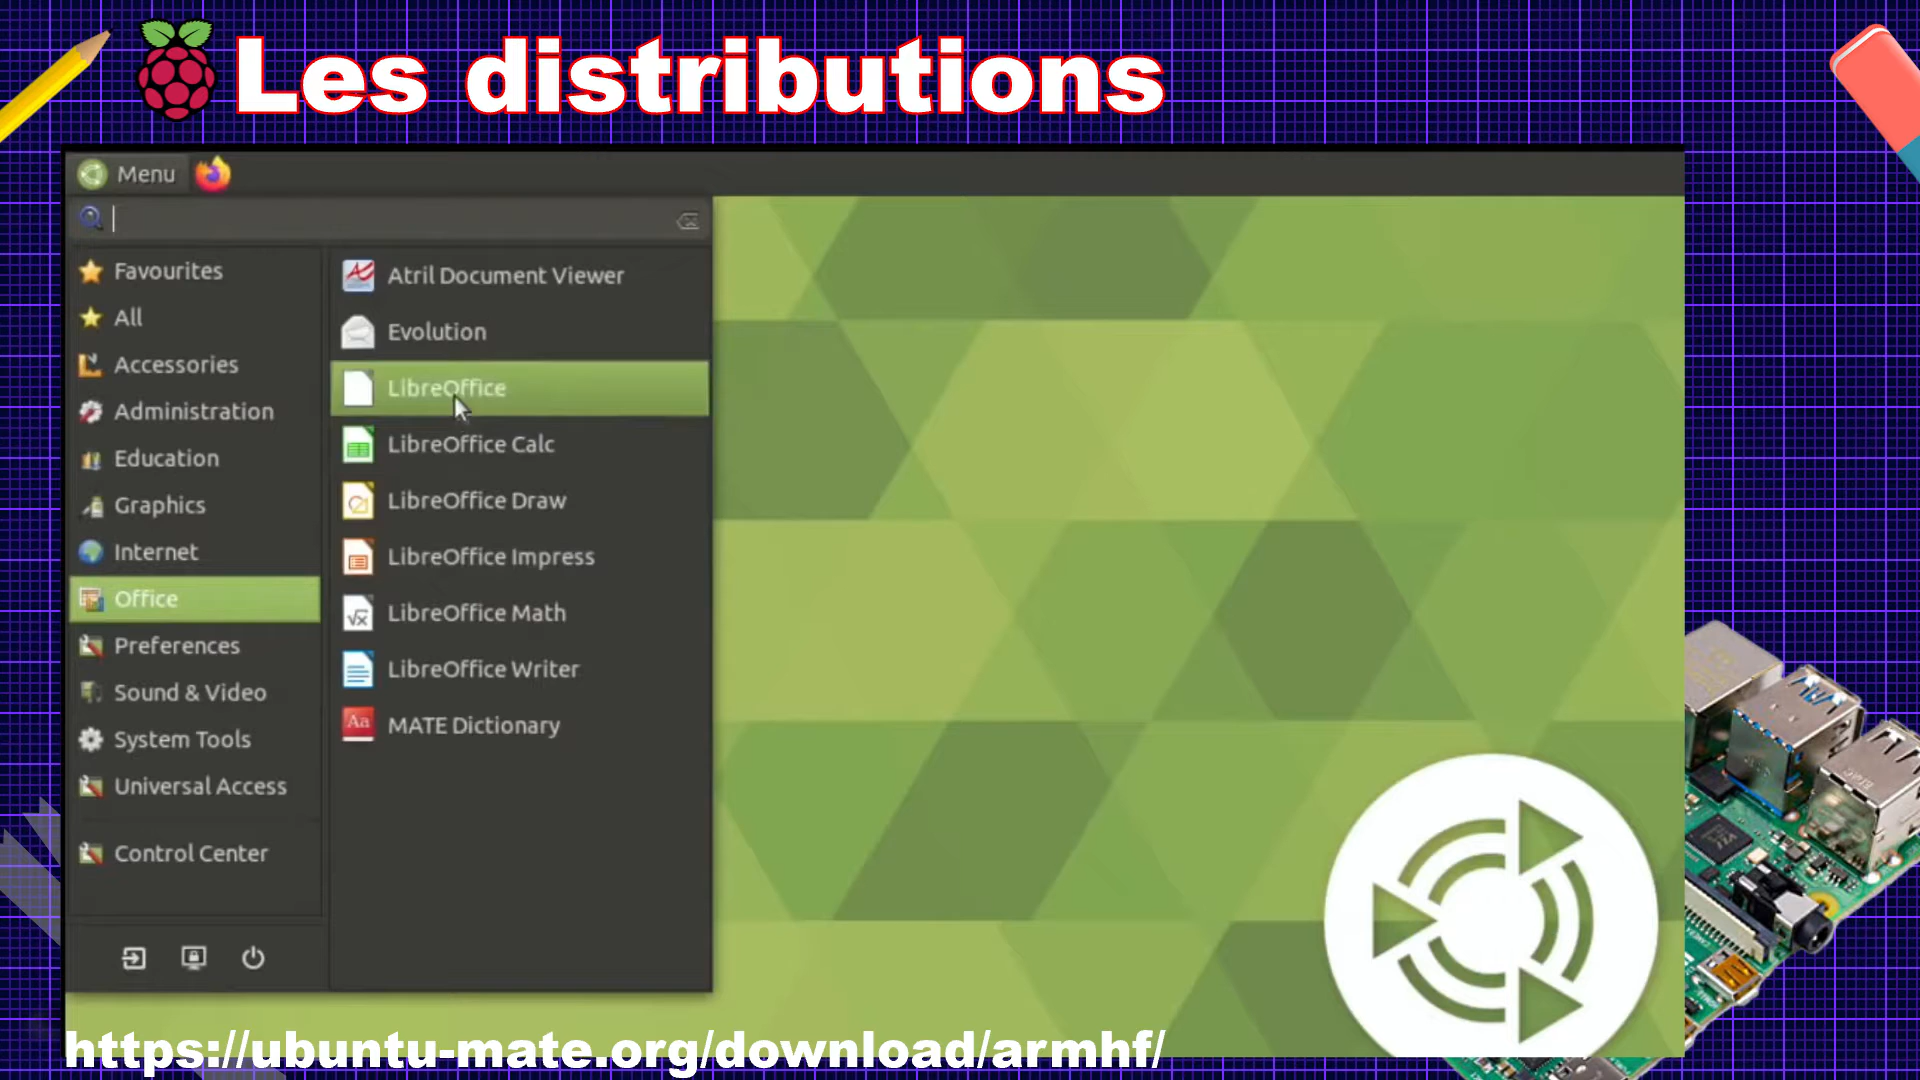 Les distributions
Menu
Favourites
All
Accessories
Administration
Education
Graphics
Internet
Office
Preferences
Sound & Video
System Tools
Universal Access
Control Center
Atril Document Viewer
Evolution
LibreOffice
LibreOffice Calc
LibreOffice Draw
LibreOffice Impress
LibreOffice Math
LibreOffice Writer
Aa
MATE Dictionary
https://ubuntu-mate.org/download/armhf/